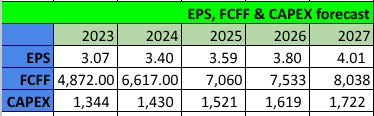 EPS, FCFF & CAPEX forecast
2023 2024 2025 2026 2027
EPS 3.07 3.40 3.59 3.80 4.01
FCFF 4,872.00 6,617.00 7,060 7,533 8,038
CAPEX 1,344 1,430 1,521 1,619 1,722